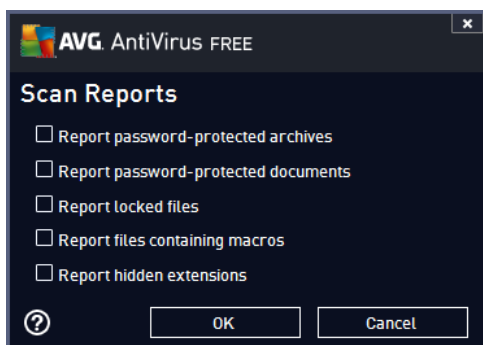 AVG. AntiVirus FREE
x
Scan Reports
Report password-protected archives
Report password-protected documents
Report locked files
Report files containing macros
Report hidden extensions
? OK Cancel